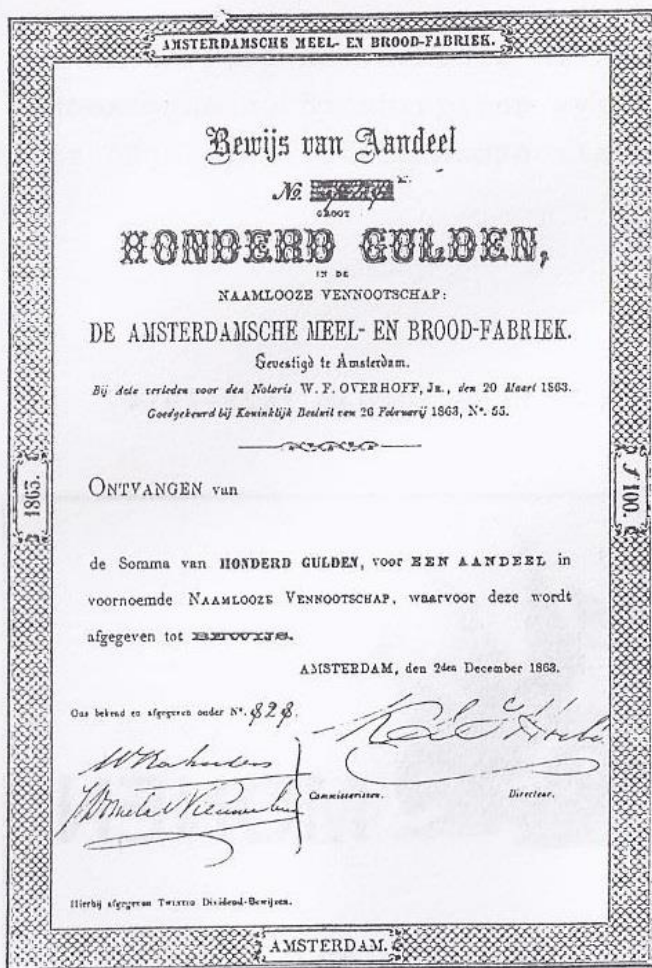 AMSTERDAMSCHE MEEL- EN BROOD-FABRIEK.
Bewijs van Aandeel
No.
GROOT
HONDERD GULDEN,
IN DE
NAAMLOOZE VENNOOTSCHAP:
DE AMSTERDAMSCHE MEEL- EN BROOD-FABRIEK.
Gevestigd te Amsterdam.
Bij Acte verleden voor den Notaris W. F. OVERHOFF, Jr., den 20 Maart 1863.
Goedgekeurd bij Koninklijk Besluit van 26 Februarij 1863, No. 55.
1863.
f 100.
ONTVANGEN van
de Somma van HONDERD GULDEN, voor EEN AANDEEL in
voornoemde NAAMLOOZE VENNOOTSCHAP, waarvoor deze wordt
afgegeven tot BEWIJS.
AMSTERDAM, den 2den December 1863.
Ons bekend en afgegeven onder No. 828.
Commissarissen.
Directeur.
Hierbij afgegeven TWINTIG Dividend-Bewijzen.
AMSTERDAM.